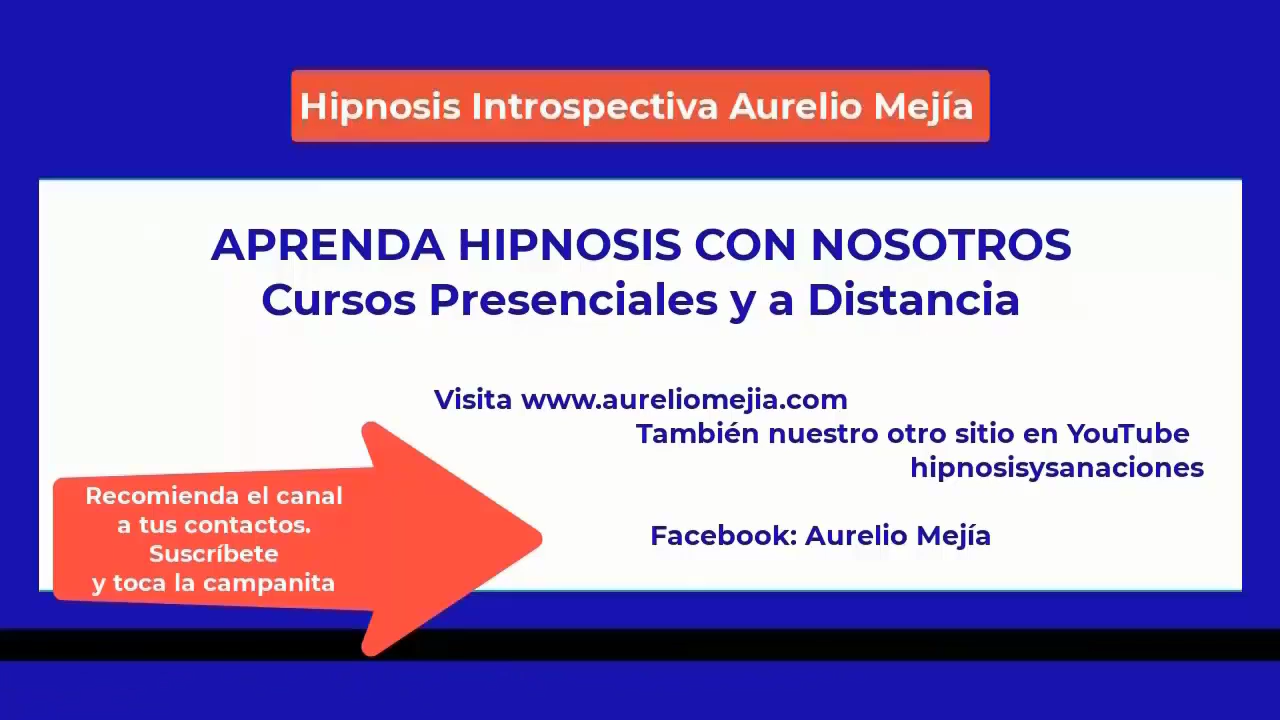 Hipnosis Introspectiva Aurelio Mejía
APRENDA HIPNOSIS CON NOSOTROS
Cursos Presenciales y a Distancia
Visita www.aureliomejia.com
También nuestro otro sitio en YouTube
hipnosisysanaciones
Facebook: Aurelio Mejía
Recomienda el canal
a tus contactos.
Suscríbete
y toca la campanita